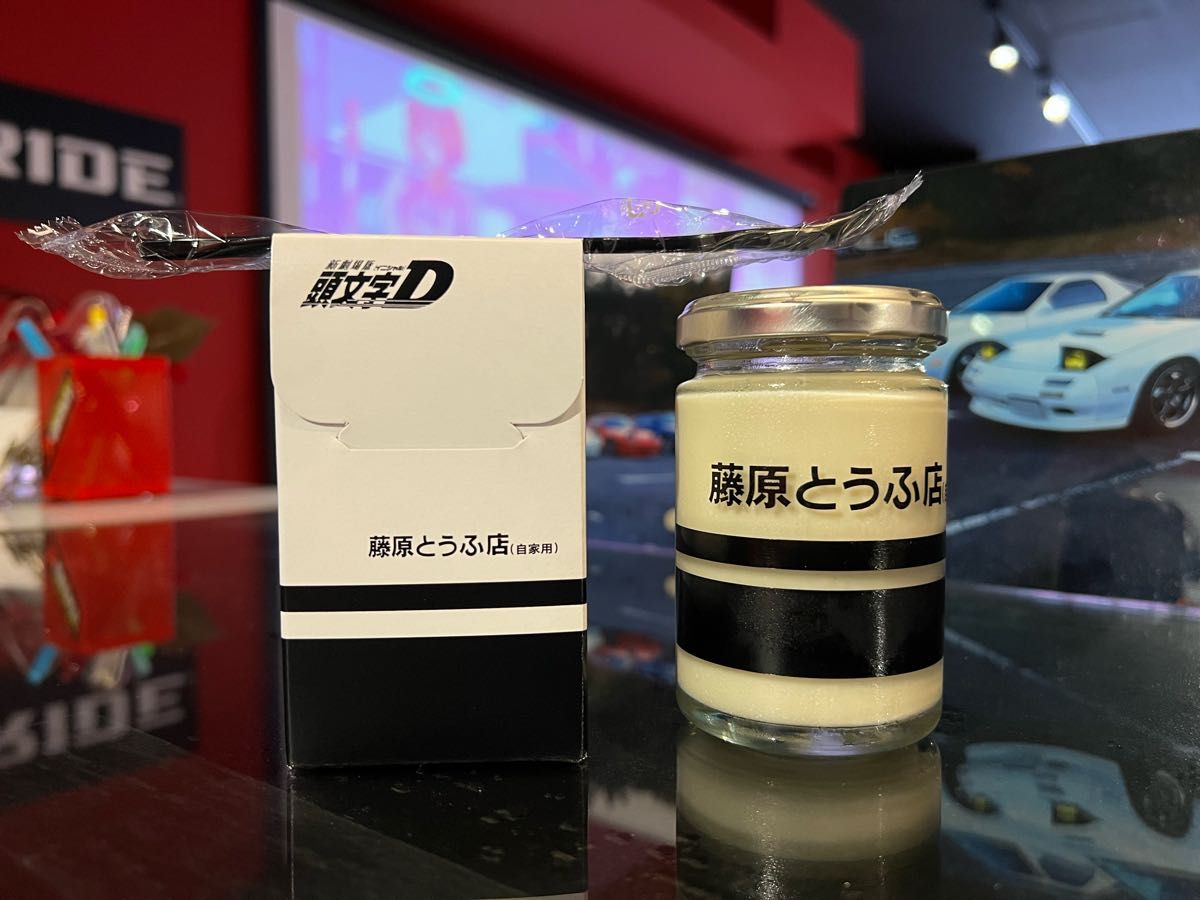 RIDE
新劇場版
イニシャル
頭文字D
藤原とうふ店(自家用)
藤原とうふ店